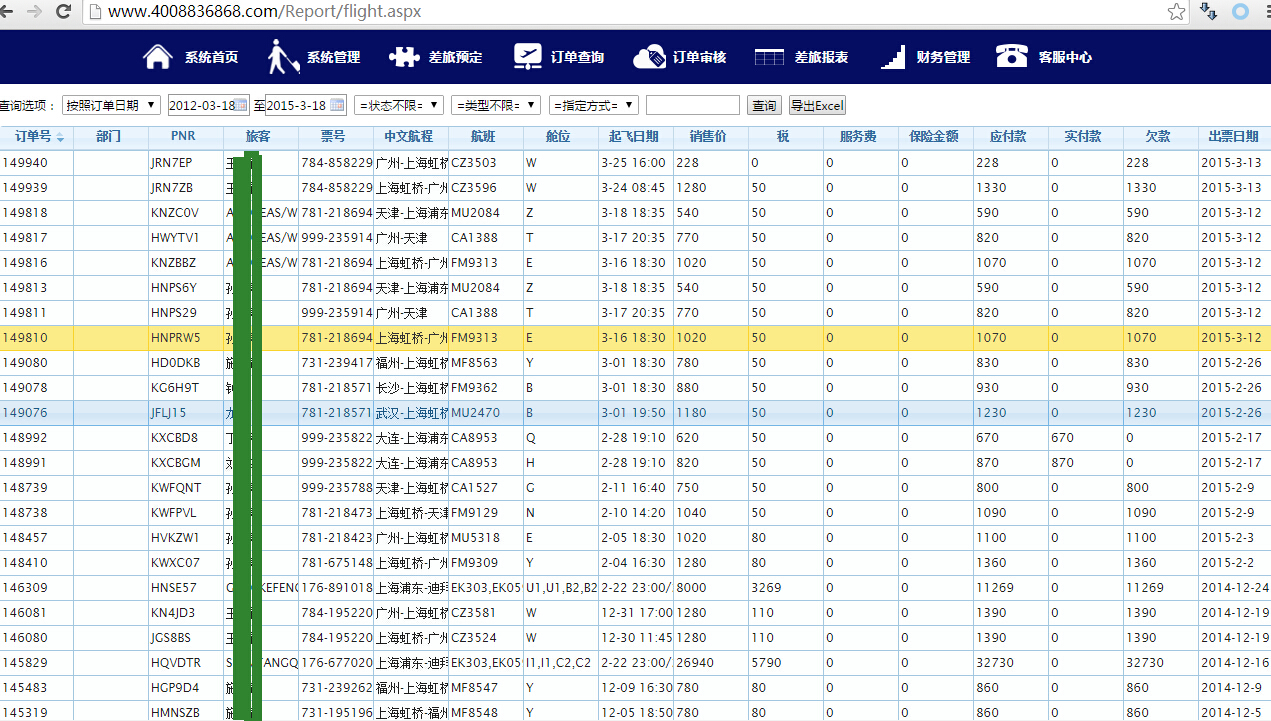 www.4008836868.com/Report/flight.aspx
系统首页 系统管理 差旅预定 订单查询 订单审核 差旅报表 财务管理 客服中心
查询选项： 按照订单日期 2012-03-18 至 2015-3-18 =状态不限= =类型不限= =指定方式= 查询 导出Excel
订单号 部门 PNR 旅客 票号 中文航程 航班 舱位 起飞日期 销售价 税 服务费 保险金额 应付款 实付款 欠款 出票日期
149940 JRN7EP 王 784-858229 广州-上海虹桥 CZ3503 W 3-25 16:00 228 0 0 0 228 0 228 2015-3-13
149939 JRN7ZB 王 784-858229 上海虹桥-广州 CZ3596 W 3-24 08:45 1280 50 0 0 1330 0 1330 2015-3-13
149818 KNZC0V A EAS/W 781-218694 天津-上海浦东 MU2084 Z 3-18 18:35 540 50 0 0 590 0 590 2015-3-12
149817 HWYTV1 A EAS/W 999-235914 广州-天津 CA1388 T 3-17 20:35 770 50 0 0 820 0 820 2015-3-12
149816 KNZBBZ A EAS/W 781-218694 上海虹桥-广州 FM9313 E 3-16 18:30 1020 50 0 0 1070 0 1070 2015-3-12
149813 HNPS6Y 孙 781-218694 天津-上海浦东 MU2084 Z 3-18 18:35 540 50 0 0 590 0 590 2015-3-12
149811 HNPS29 孙 999-235914 广州-天津 CA1388 T 3-17 20:35 770 50 0 0 820 0 820 2015-3-12
149810 HNPRW5 孙 781-218694 上海虹桥-广州 FM9313 E 3-16 18:30 1020 50 0 0 1070 0 1070 2015-3-12
149080 HD0DKB 施 731-239417 福州-上海虹桥 MF8563 Y 3-01 18:30 780 50 0 0 830 0 830 2015-2-26
149078 KG6H9T 781-218571 长沙-上海虹桥 FM9362 B 3-01 18:30 880 50 0 0 930 0 930 2015-2-26
149076 JFLJ15 781-218571 武汉-上海虹桥 MU2470 B 3-01 19:50 1180 50 0 0 1230 0 1230 2015-2-26
148992 KXCBD8 丁 999-235822 大连-上海浦东 CA8953 Q 2-28 19:10 620 50 0 0 670 670 0 2015-2-17
148991 KXCBGM 刘 999-235822 大连-上海浦东 CA8953 H 2-28 19:10 820 50 0 0 870 870 0 2015-2-17
148739 KWFQNT 孙 999-235788 天津-上海虹桥 CA1527 G 2-11 16:40 750 50 0 0 800 0 800 2015-2-9
148738 KWFPVL 孙 781-218473 上海虹桥-天津 FM9129 N 2-10 14:20 1040 50 0 0 1090 0 1090 2015-2-9
148457 HVKZW1 孙 781-218423 广州-上海虹桥 MU5318 E 2-05 18:30 1020 80 0 0 1100 0 1100 2015-2-3
148410 KWXC07 孙 781-675148 上海虹桥-广州 FM9309 Y 2-04 16:30 1280 80 0 0 1360 0 1360 2015-2-2
146309 HNSE57 KEFENG 176-891018 上海浦东-迪拜 EK303,EK059 U1,U1,B2,B2 2-22 23:00/ 8000 3269 0 0 11269 0 11269 2014-12-24
146081 KN4JD3 王 784-195220 广州-上海虹桥 CZ3581 W 12-31 17:00 1280 110 0 0 1390 0 1390 2014-12-19
146080 JGS8BS 王 784-195220 上海虹桥-广州 CZ3524 W 12-30 11:45 1280 110 0 0 1390 0 1390 2014-12-19
145829 HQVDTR S TANGQ 176-677020 上海浦东-迪拜 EK303,EK059 I1,I1,C2,C2 2-22 23:00/ 26940 5790 0 0 32730 0 32730 2014-12-16
145483 HGP9D4 施 731-239262 福州-上海虹桥 MF8547 Y 12-09 16:30 780 80 0 0 860 0 860 2014-12-9
145319 HMNSZB 施 731-195196 上海虹桥-福州 MF8548 Y 12-05 18:50 780 80 0 0 860 0 860 2014-12-5